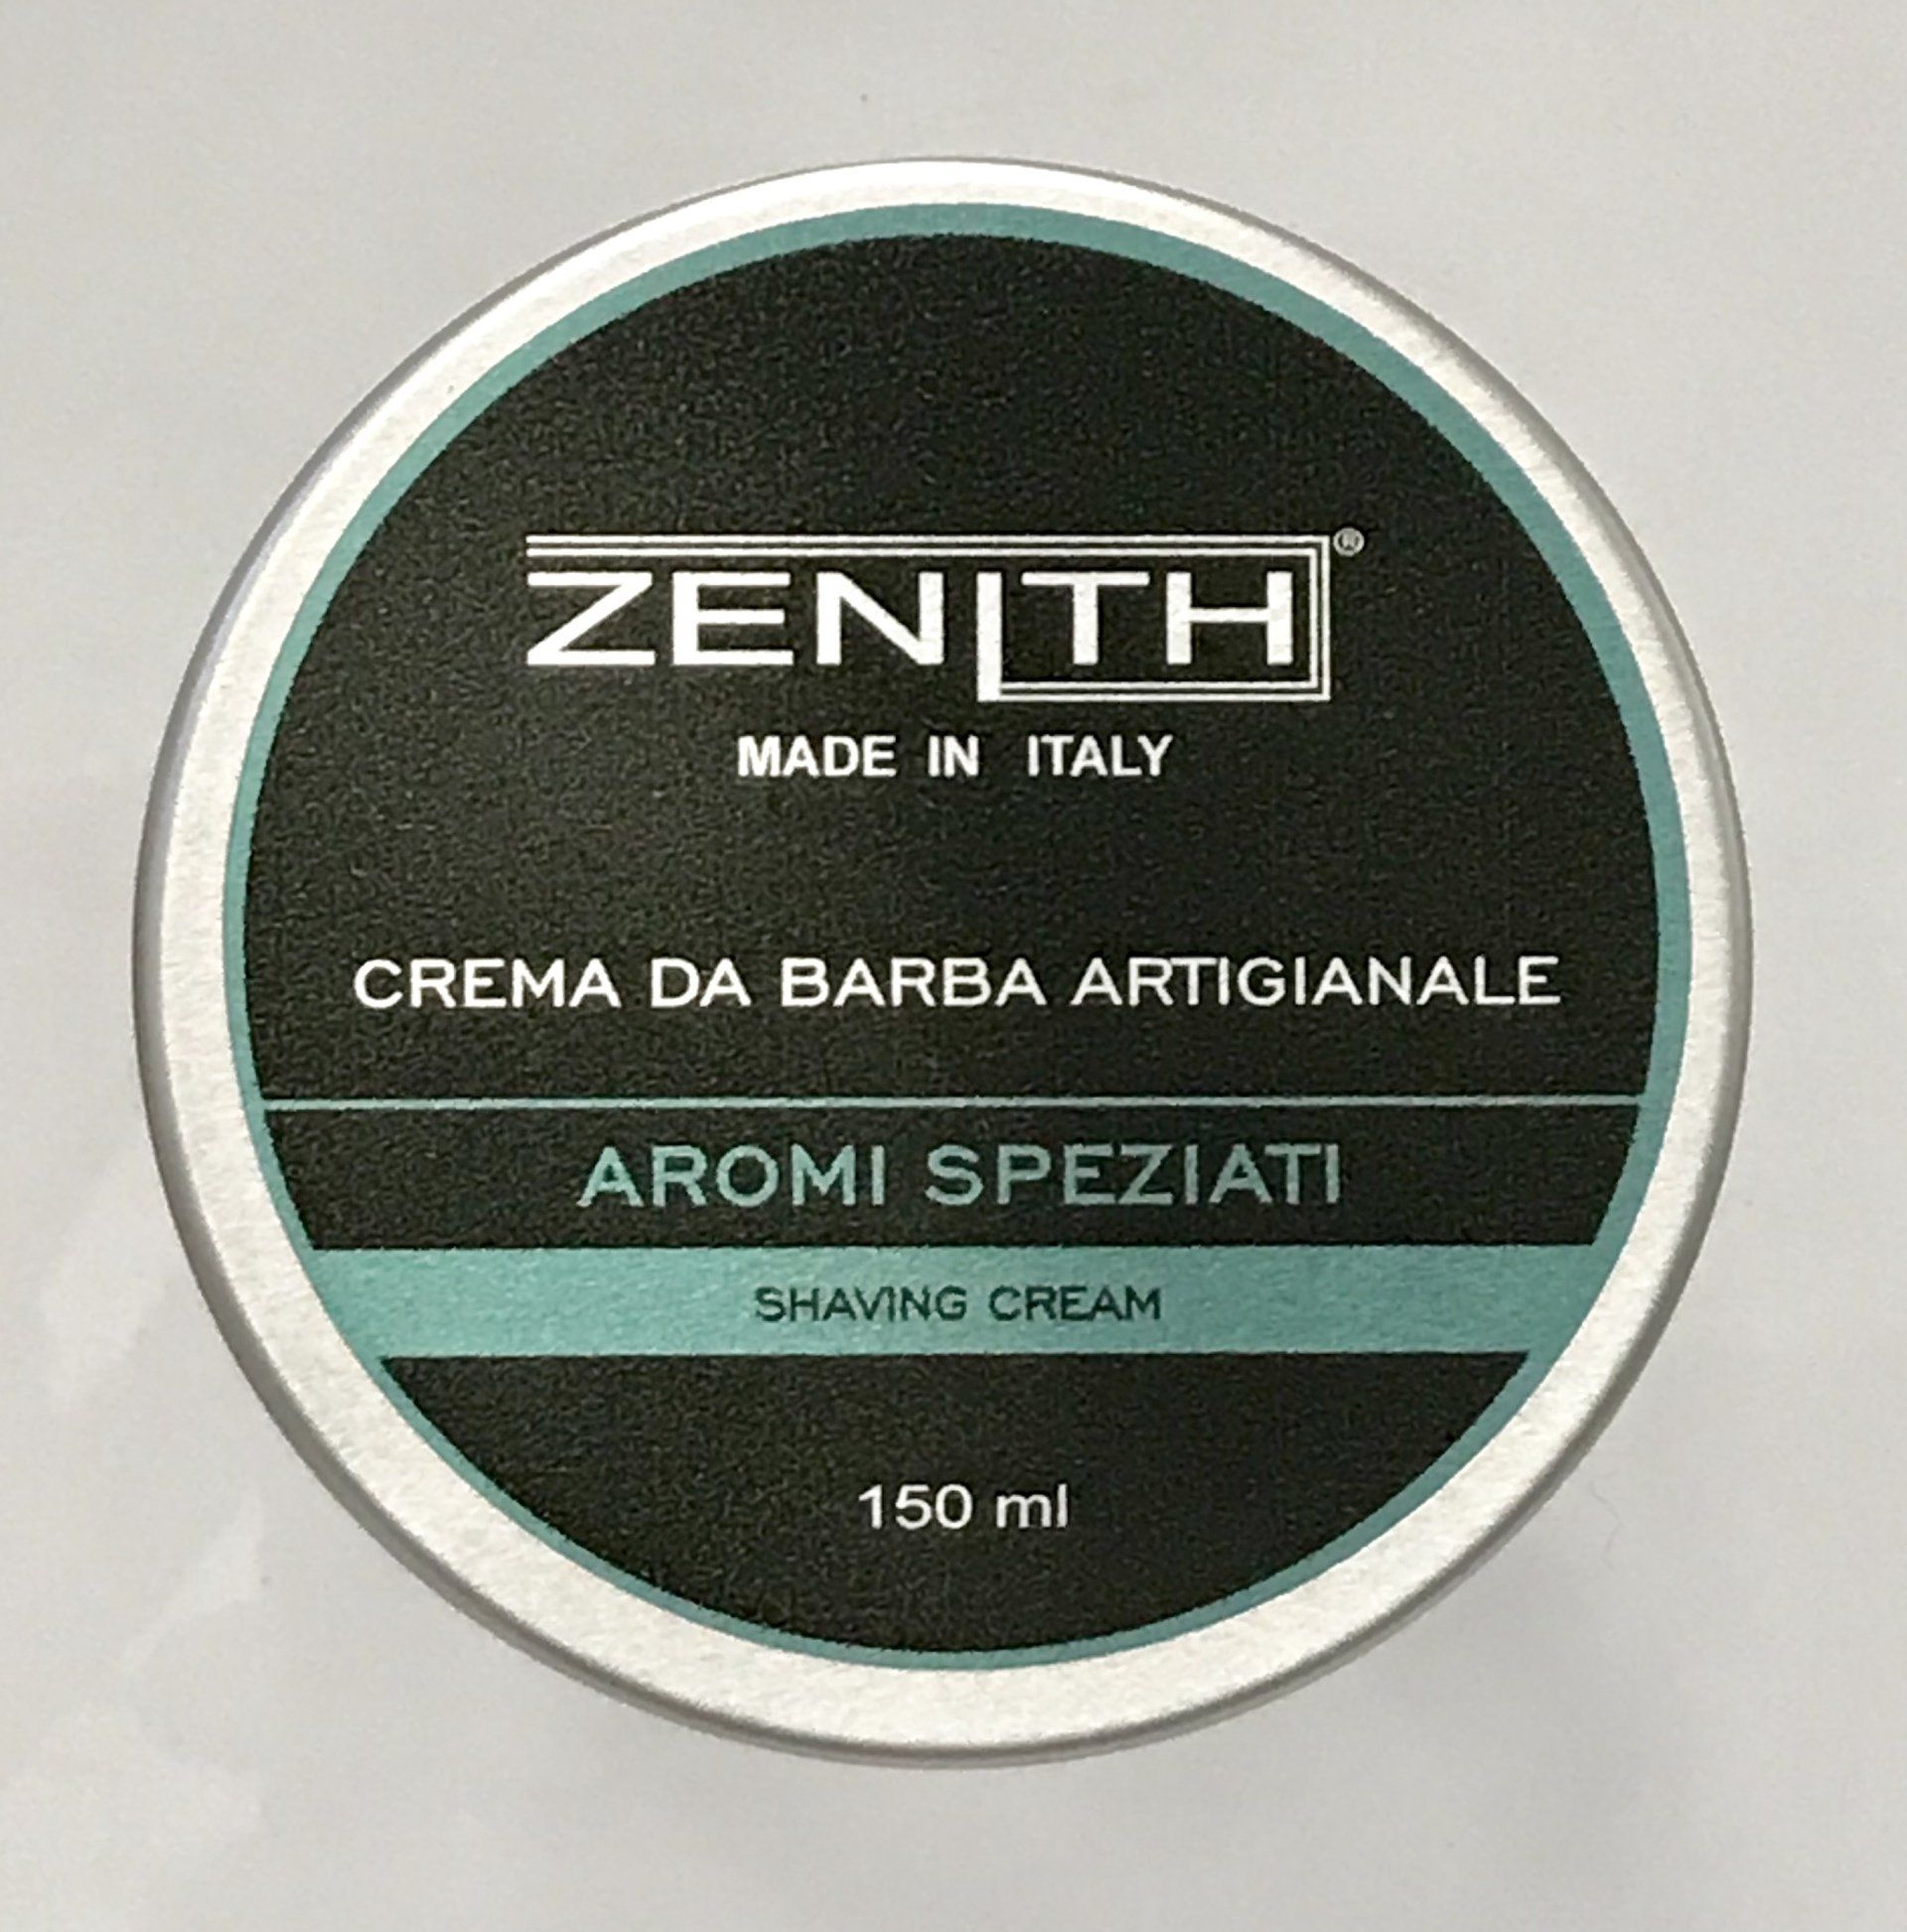 ZENITH®
MADE IN ITALY
CREMA DA BARBA ARTIGIANALE
AROMI SPEZIATI
SHAVING CREAM
150 ml